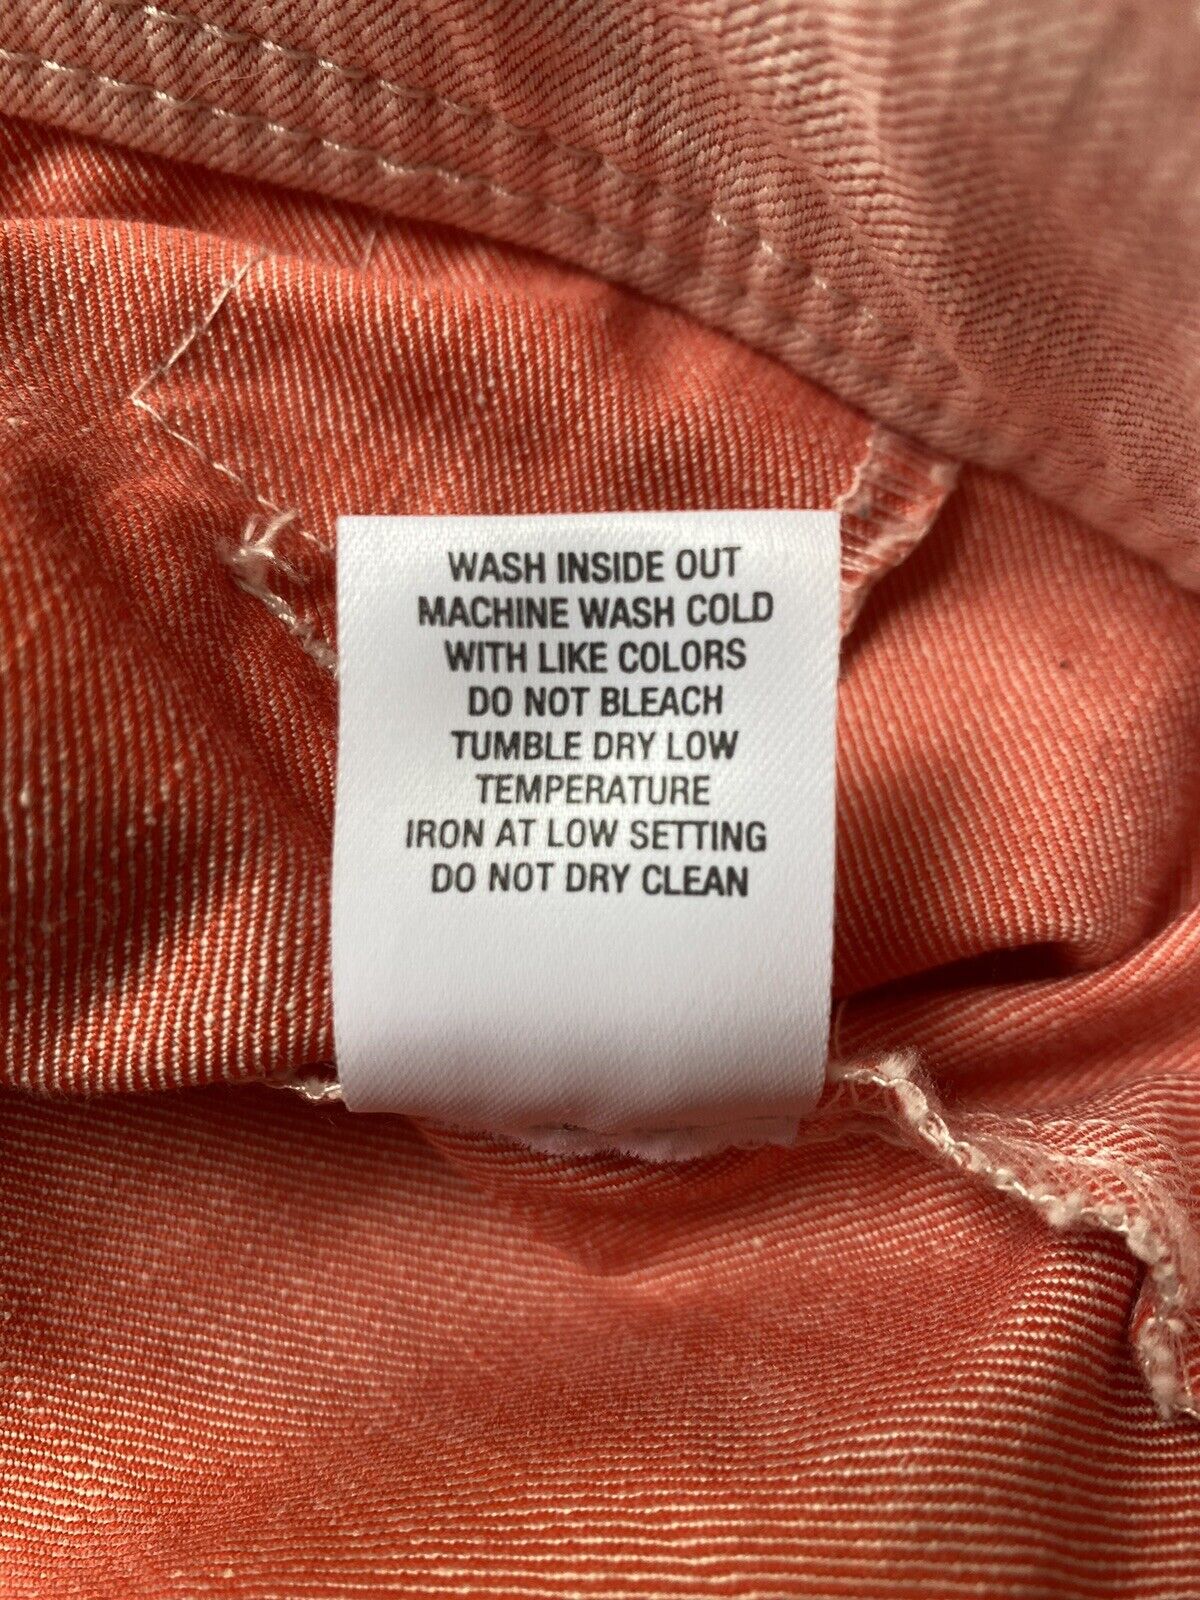 WASH INSIDE OUT
MACHINE WASH COLD
WITH LIKE COLORS
DO NOT BLEACH
TUMBLE DRY LOW
TEMPERATURE
IRON AT LOW SETTING
DO NOT DRY CLEAN